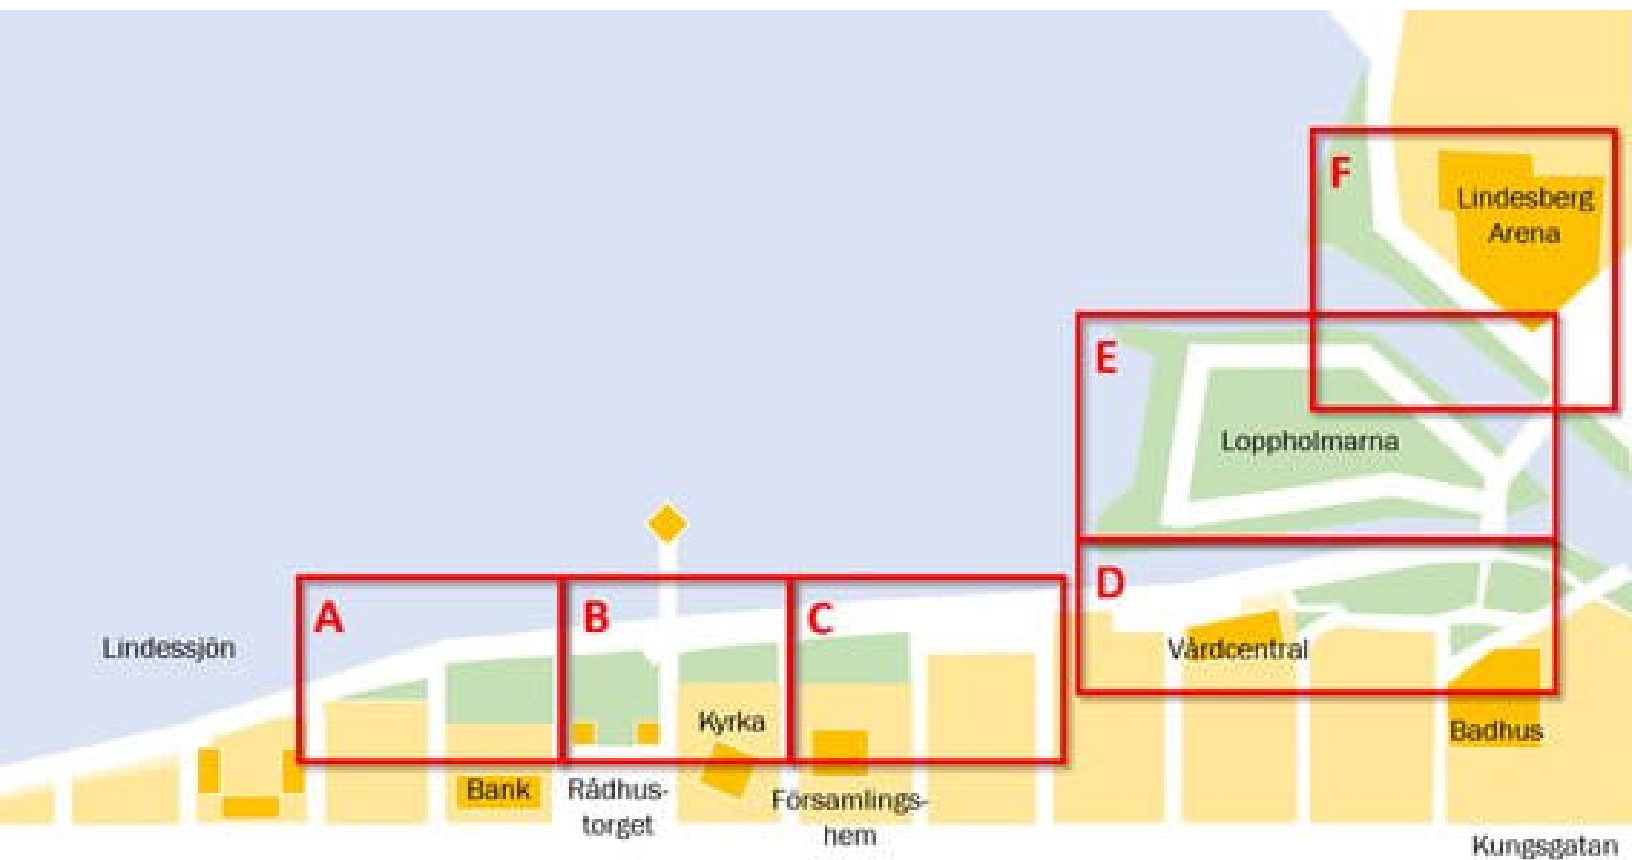 F
Lindesberg
Arena
E
Loppholmarna
D
A
B
C
Lindessjön
Vårdcentral
Kyrka
Badhus
Bank
Rådhus-
torget
Församlings-
hem
Kungsgatan